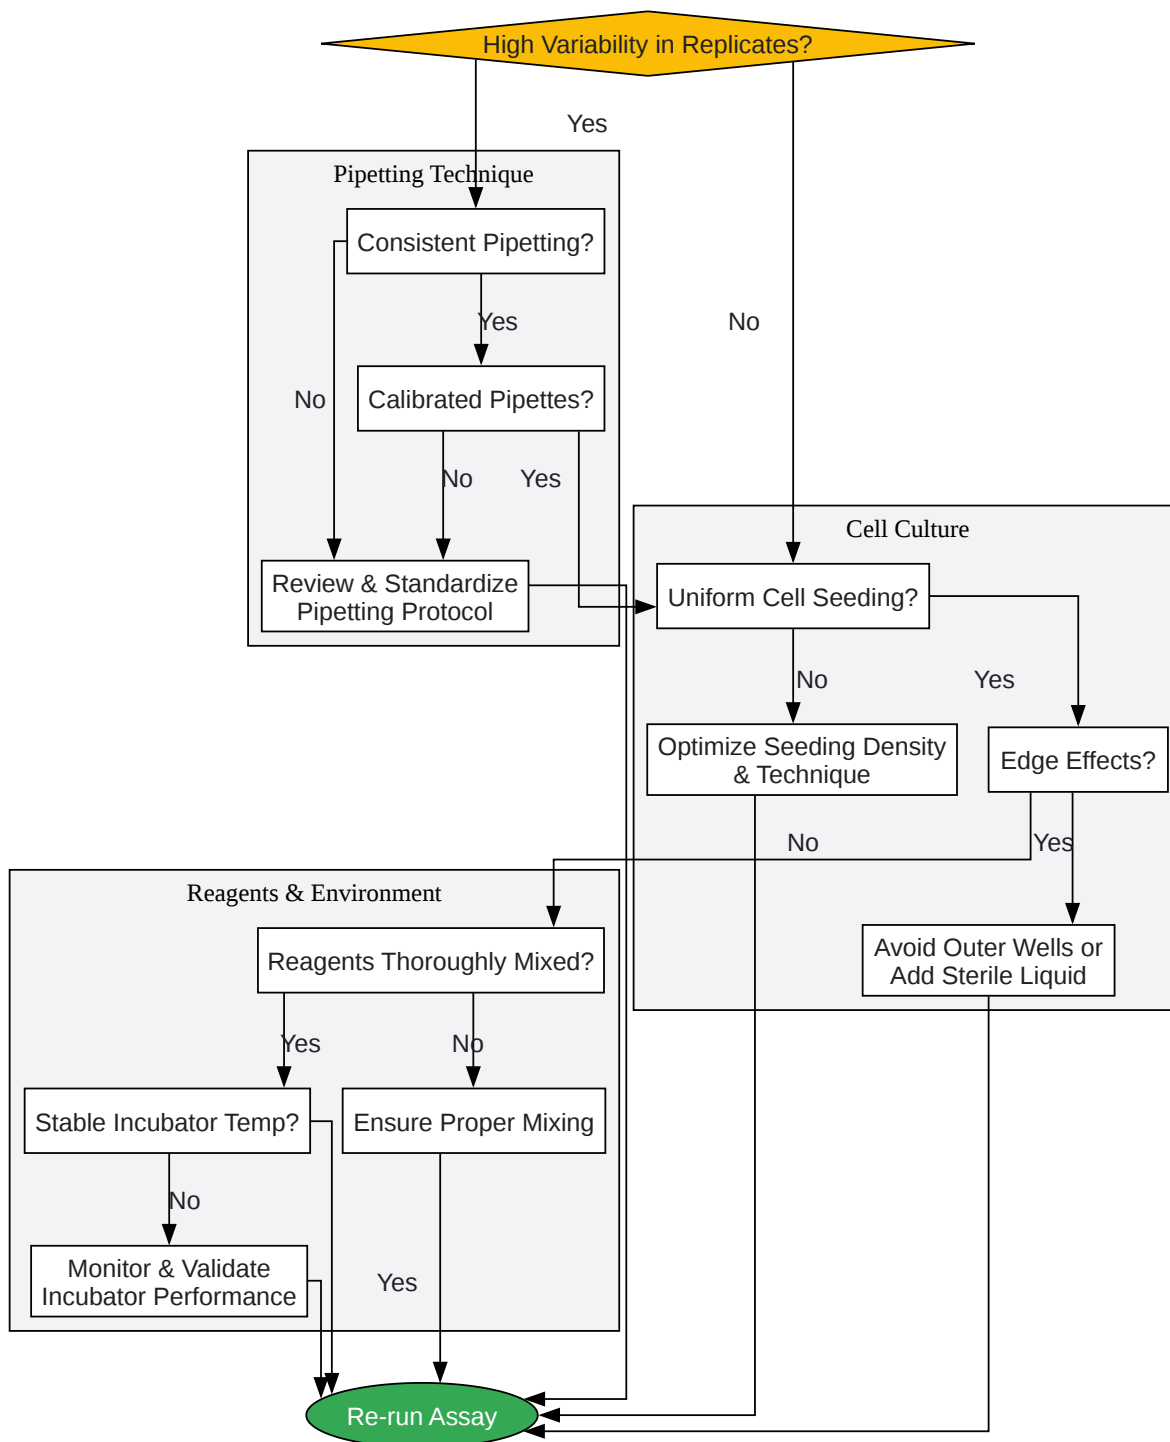 High Variability in Replicates?
Yes
Pipetting Technique
Consistent Pipetting?
Yes
No
Calibrated Pipettes?
No
No
Yes
Review & Standardize
Pipetting Protocol
Cell Culture
Uniform Cell Seeding?
No
Yes
Optimize Seeding Density
& Technique
Edge Effects?
No
Yes
Avoid Outer Wells or
Add Sterile Liquid
Reagents & Environment
Reagents Thoroughly Mixed?
Yes
No
Stable Incubator Temp?
Ensure Proper Mixing
No
Monitor & Validate
Incubator Performance
Yes
Re-run Assay